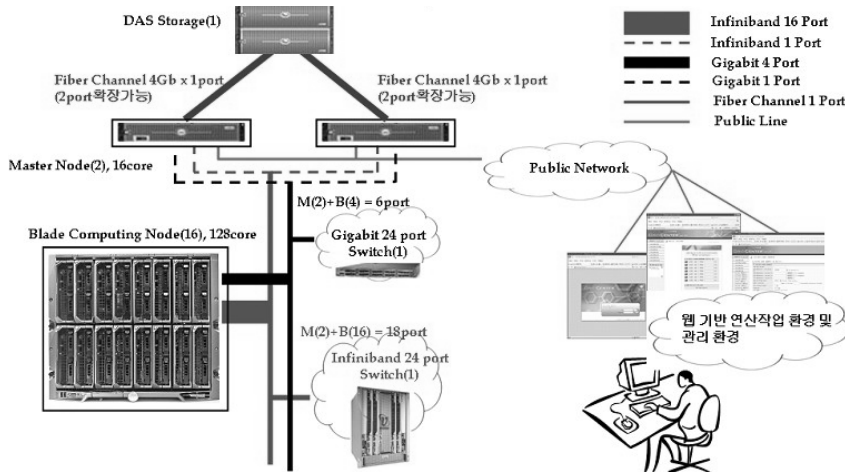 DAS Storage(1)
Fiber Channel 4Gb x 1port
(2port확장가능)
Fiber Channel 4Gb x 1port
(2port확장가능)
Infiniband 16 Port
Infiniband 1 Port
Gigabit 4 Port
Gigabit 1 Port
Fiber Channel 1 Port
Public Line
Master Node(2), 16core
Public Network
M(2)+B(4) = 6port
Gigabit 24 port
Switch(1)
Blade Computing Node(16), 128core
M(2)+B(16) = 18port
Infiniband 24 port
Switch(1)
웹 기반 연산작업 환경 및
관리 환경